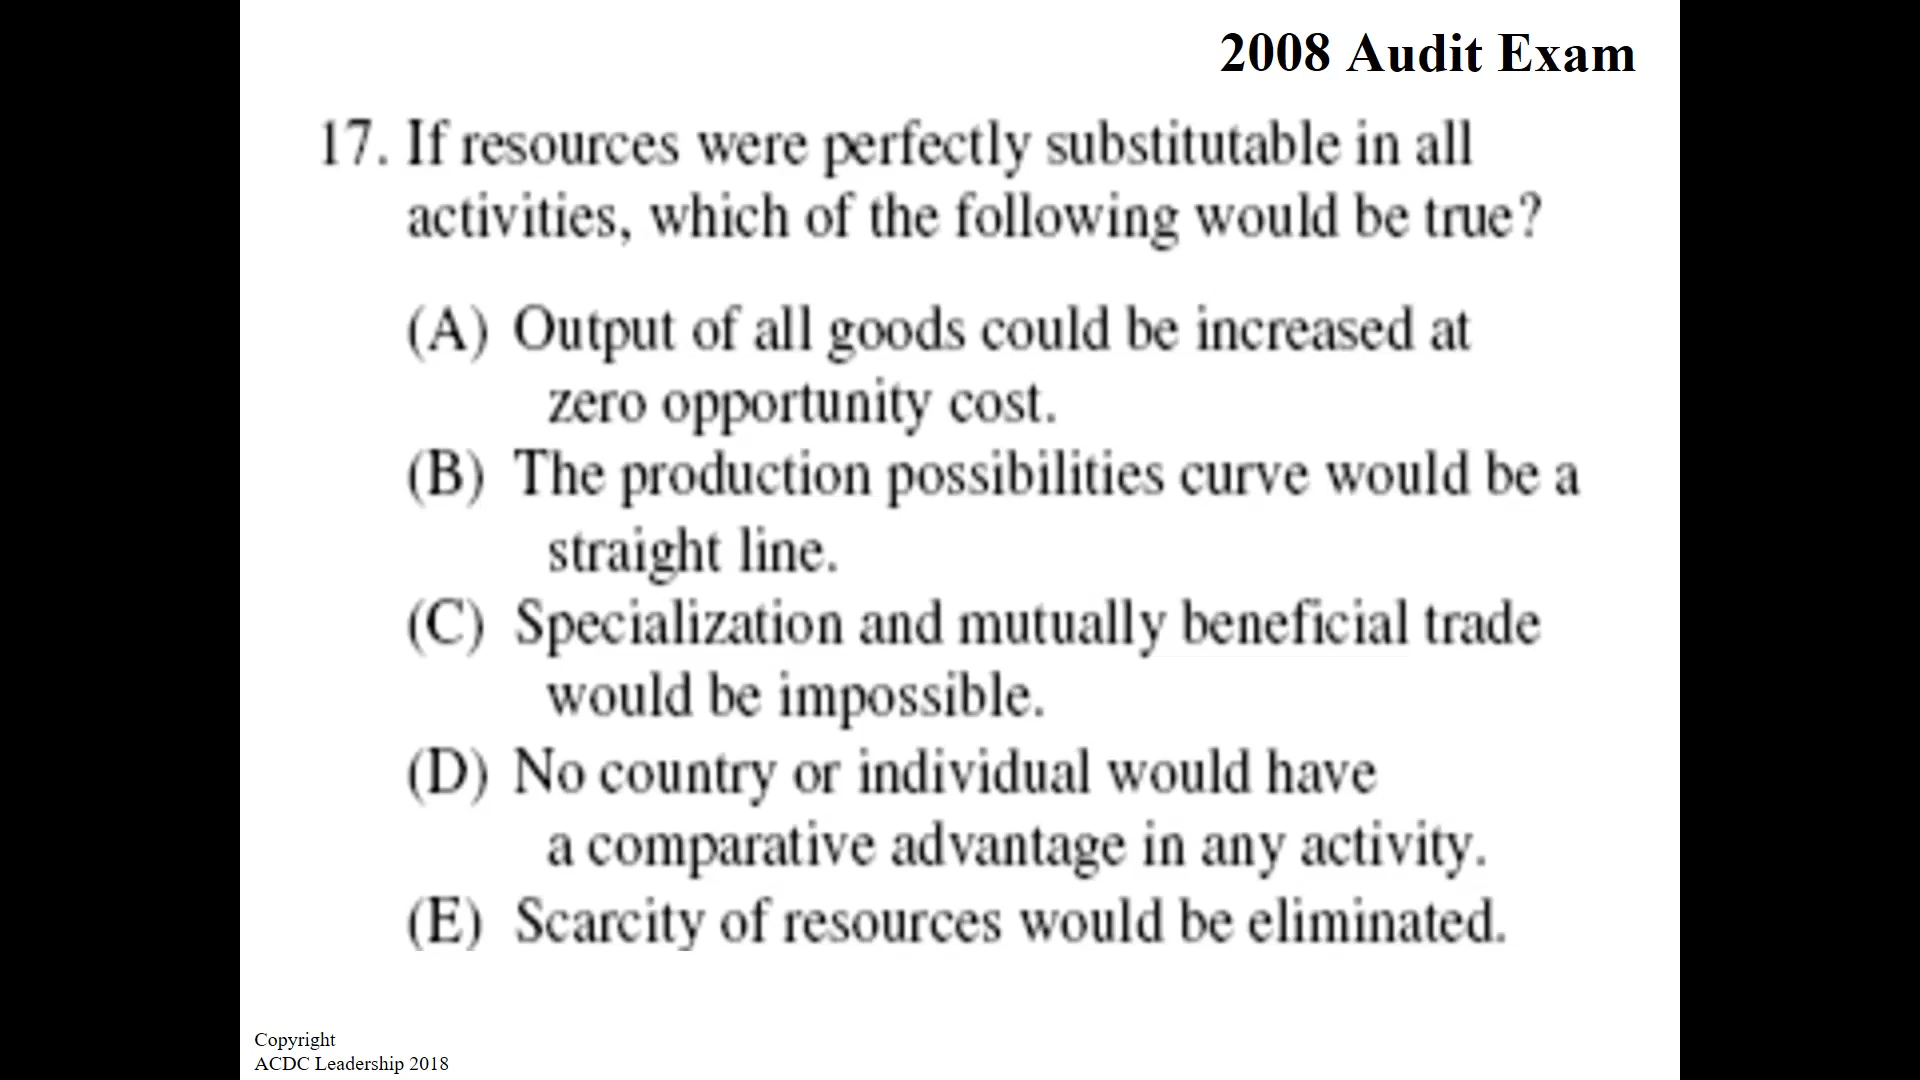 2008 Audit Exam
17. If resources were perfectly substitutable in all
activities, which of the following would be true?
(A) Output of all goods could be increased at
zero opportunity cost.
(B) The production possibilities curve would be a
straight line.
(C) Specialization and mutually beneficial trade
would be impossible.
(D) No country or individual would have
a comparative advantage in any activity.
(E) Scarcity of resources would be eliminated.
Copyright
ACDC Leadership 2018